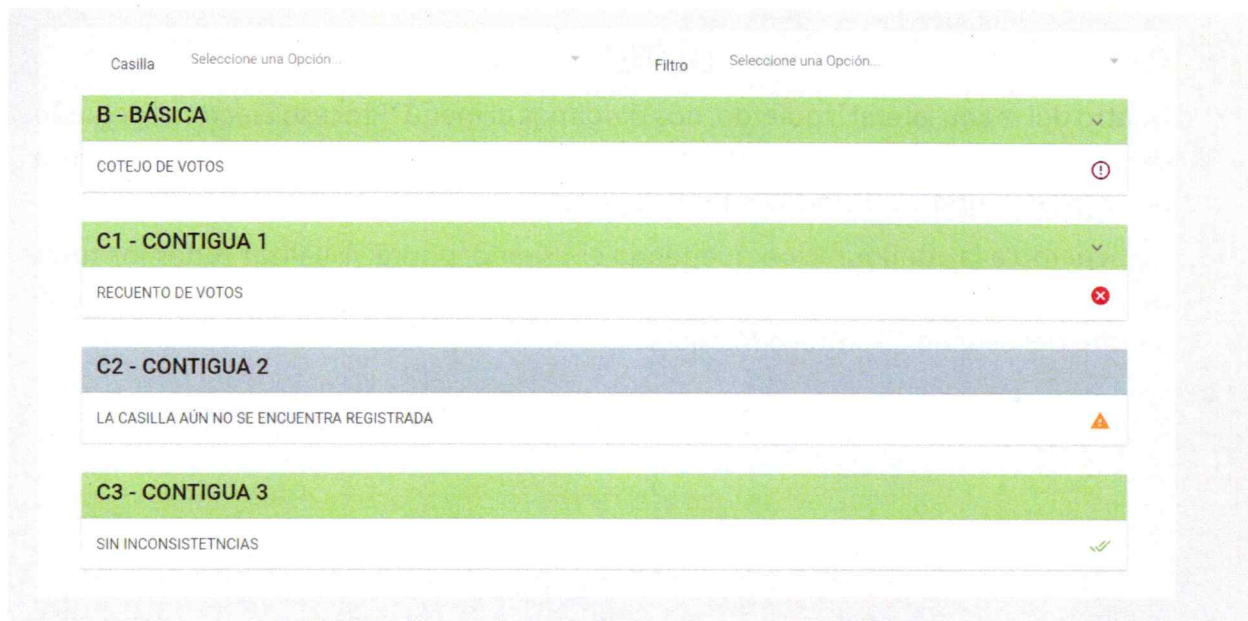 Casilla Seleccione una Opción... Filtro Seleccione una Opción...
B - BÁSICA
COTEJO DE VOTOS
C1 - CONTIGUA 1
RECUENTO DE VOTOS
C2 - CONTIGUA 2
LA CASILLA AÚN NO SE ENCUENTRA REGISTRADA
C3 - CONTIGUA 3
SIN INCONSISTETNCIAS